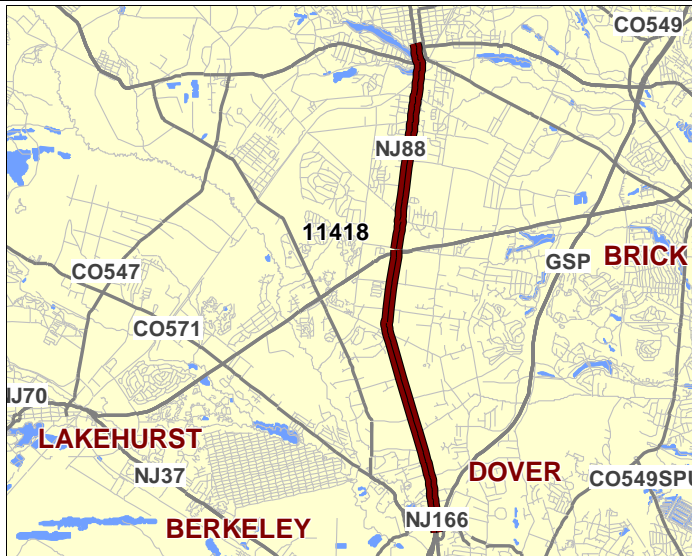 CO549
NJ88
11418
BRICK
GSP
CO547
CO571
NJ70
LAKEHURST
DOVER
NJ37
CO549SPU
NJ166
BERKELEY